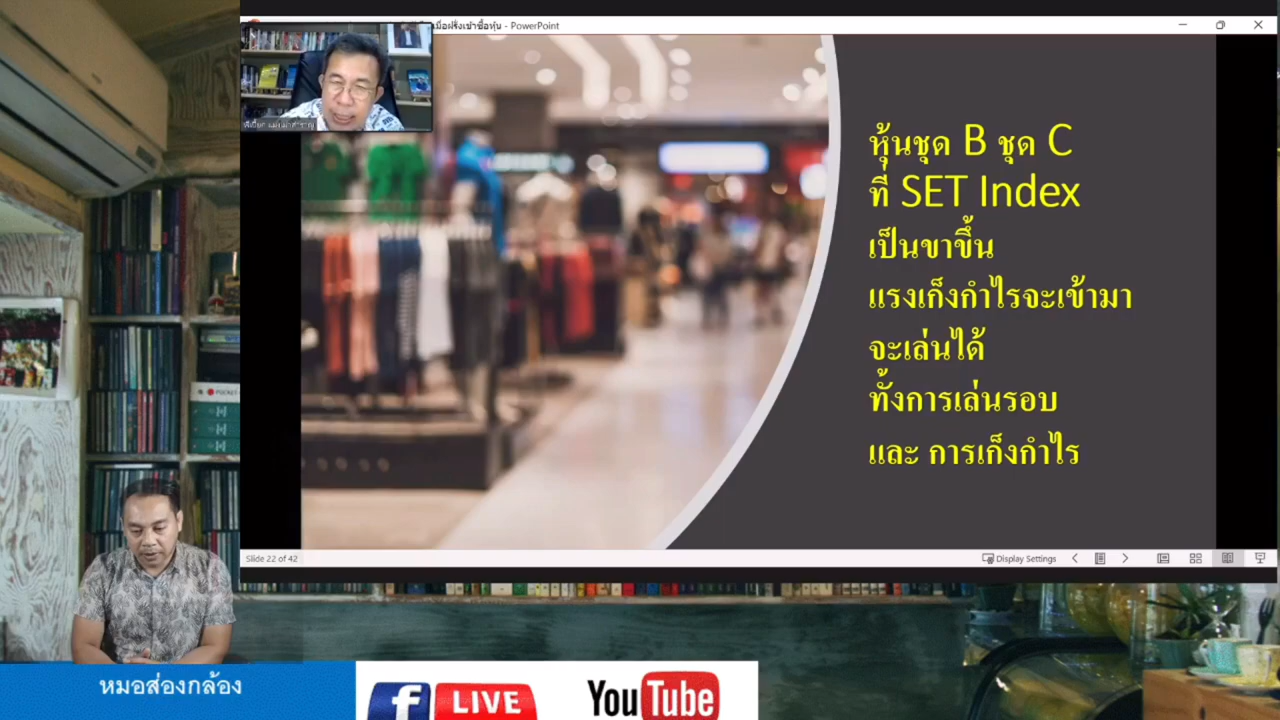 เมื่อฝรั่งเข้าซื้อหุ้น - PowerPoint
หุ้นชุด B ชุด C
ที่ SET Index
เป็นขาขึ้น
แรงเก็งกำไรจะเข้ามา
จะเล่นได้
ทั้งการเล่นรอบ
และ การเก็งกำไร
Slide 22 of 42
Display Settings
หมอส่องกล้อง
f LIVE
YouTube